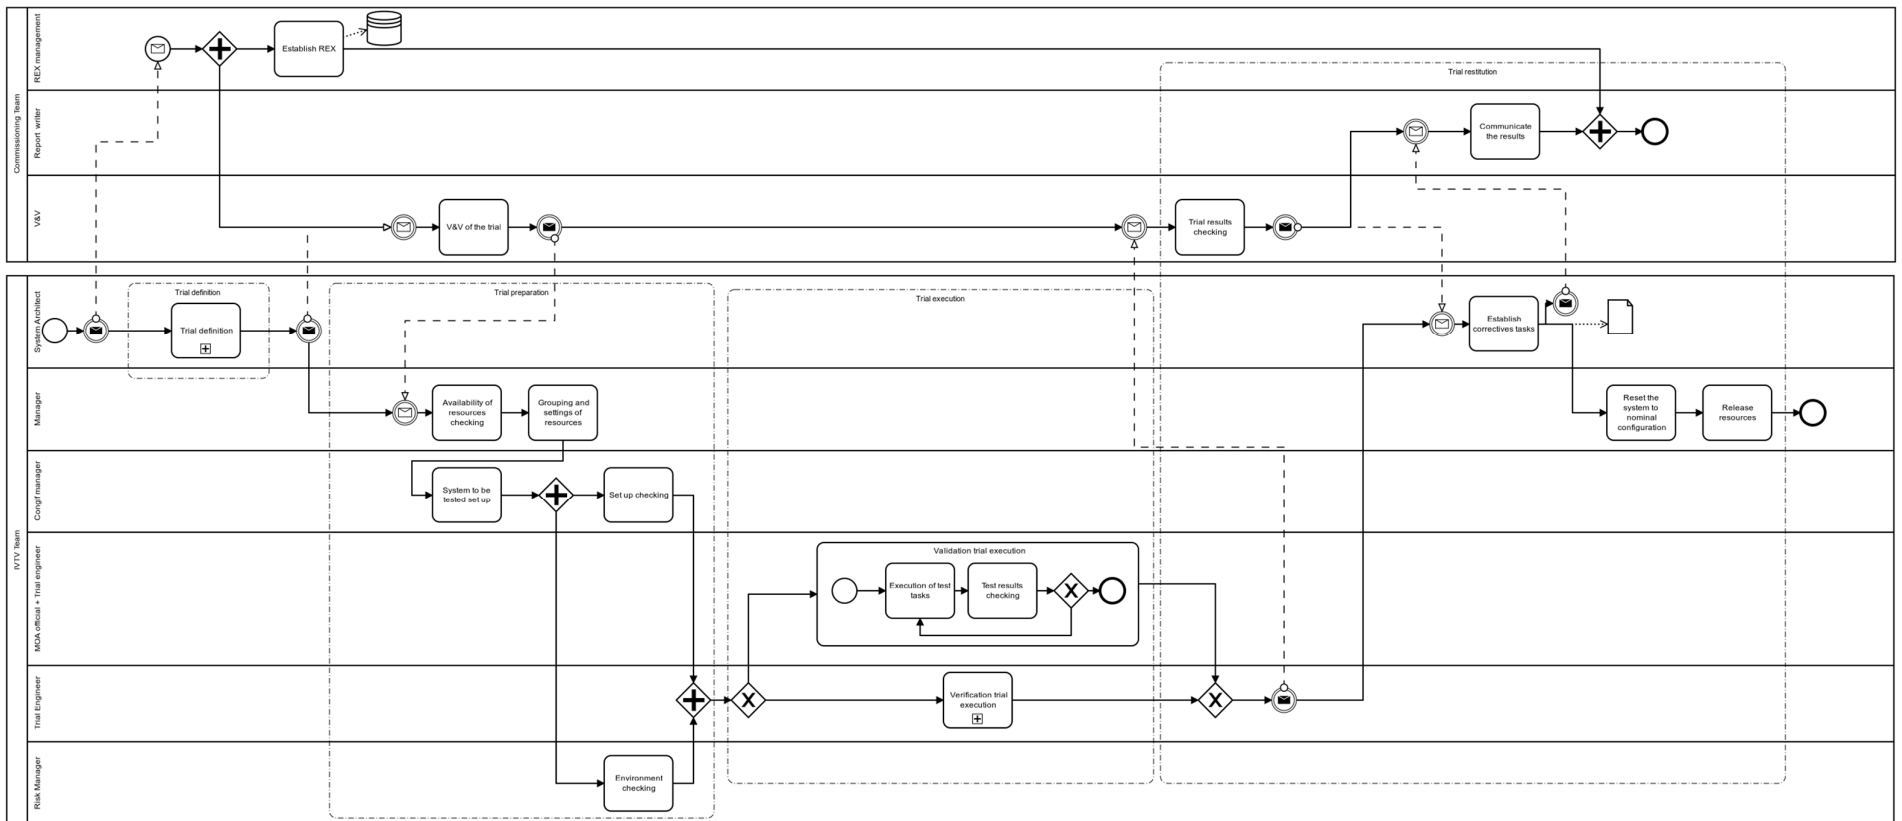 Commissioning Team
REX management
Establish REX
Trial restitution
Report writer
Communicate
the results
V&V
V&V of the trial
Trial results
checking
IVTV Team
System Architect
Trial definition
Trial definition
Trial preparation
Trial execution
Establish
correctives tasks
Manager
Availability of
resources
checking
Grouping and
settings of
resources
Reset the
system to
nominal
configuration
Release
resources
Congf manager
System to be
tested set up
Set up checking
MOA official + Trial engineer
Validation trial execution
Execution of test
tasks
Test results
checking
Trial Engineer
Verification trial
execution
Risk Manager
Environment
checking